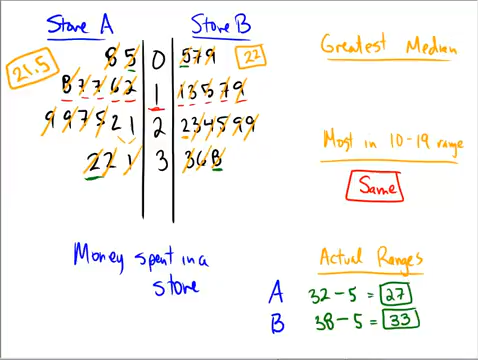 Store A Store B
21.5
8 5 0 5 7 9 22
8 7 7 6 2 1 1 3 5 7 9
9 9 7 5 2 1 2 2 3 4 5 9 9
2 2 1 3 3 6 8
Money spent in a
store
Greatest Median
Most in 10-19 range
Same
Actual Ranges
A 32 - 5 = 27
B 38 - 5 = 33